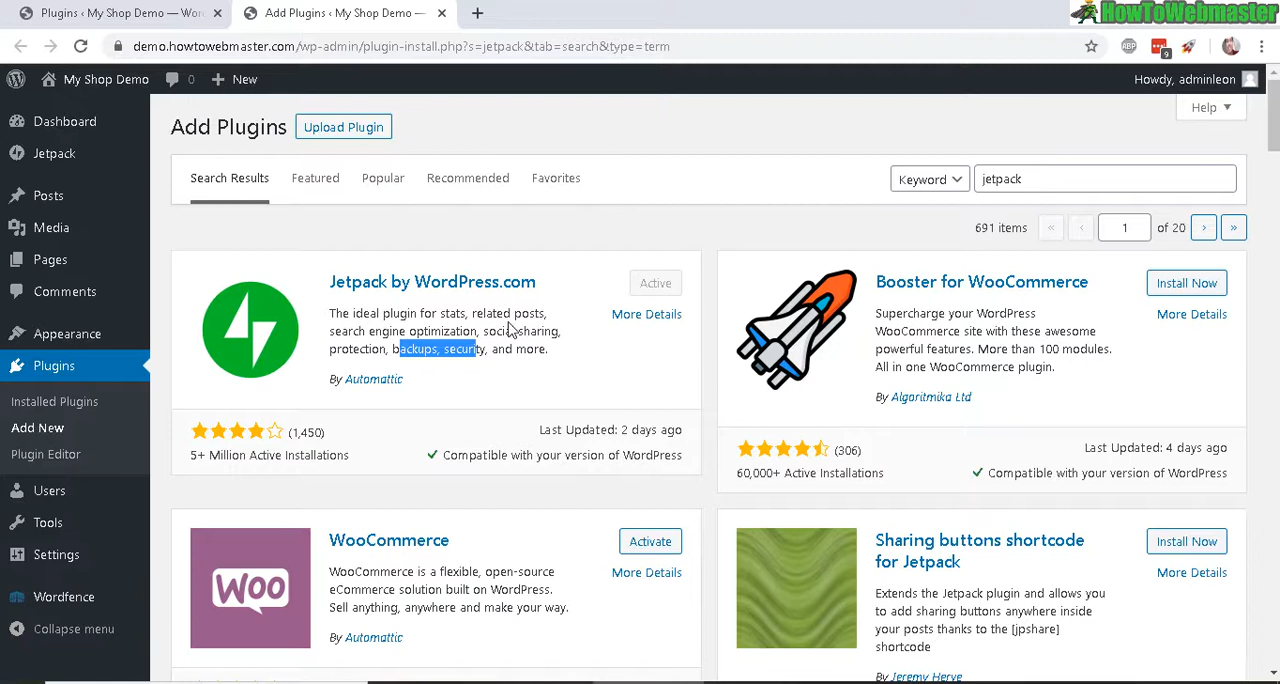 Plugins ‹ My Shop Demo — Wor
Add Plugins ‹ My Shop Demo —
HowToWebmaster
demo.howtowebmaster.com/wp-admin/plugin-install.php?s=jetpack&tab=search&type=term
ABP
9
My Shop Demo
0
New
Howdy, adminleon
Dashboard
Jetpack
Posts
Media
Pages
Comments
Appearance
Plugins
Installed Plugins
Add New
Plugin Editor
Users
Tools
Settings
Wordfence
Collapse menu
Help
Add Plugins
Upload Plugin
Search Results
Featured
Popular
Recommended
Favorites
Keyword
jetpack
691 items
«
‹
1
of 20
›
»
Jetpack by WordPress.com
Active
The ideal plugin for stats, related posts,
search engine optimization, social sharing,
protection, backups, security, and more.
More Details
By Automattic
(1,450)
5+ Million Active Installations
Last Updated: 2 days ago
Compatible with your version of WordPress
Booster for WooCommerce
Install Now
Supercharge your WordPress
WooCommerce site with these awesome
powerful features. More than 100 modules.
All in one WooCommerce plugin.
More Details
By Algoritmika Ltd
(306)
60,000+ Active Installations
Last Updated: 4 days ago
Compatible with your version of WordPress
WOO
WooCommerce
Activate
WooCommerce is a flexible, open-source
eCommerce solution built on WordPress.
Sell anything, anywhere and make your way.
More Details
By Automattic
Sharing buttons shortcode
for Jetpack
Install Now
Extends the Jetpack plugin and allows you
to add sharing buttons anywhere inside
your posts thanks to the [jpshare]
shortcode
More Details
By Jeremy Herve